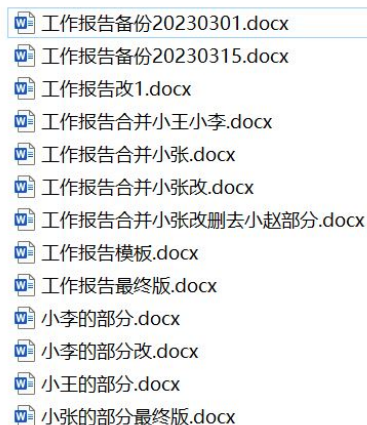 工作报告备份20230301.docx
工作报告备份20230315.docx
工作报告改1.docx
工作报告合并小王小李.docx
工作报告合并小张.docx
工作报告合并小张改.docx
工作报告合并小张改删去小赵部分.docx
工作报告模板.docx
工作报告最终版.docx
小李的部分.docx
小李的部分改.docx
小王的部分.docx
小张的部分最终版.docx